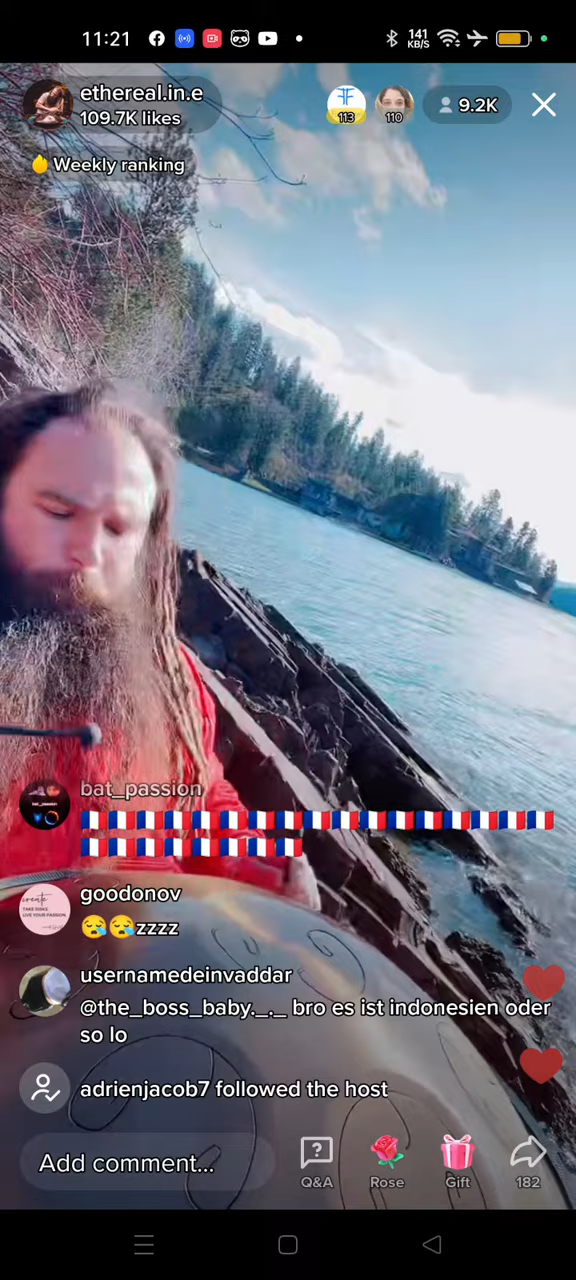 11:21
141
KB/S
ethereal.in.e
109.7K likes
113
110
9.2K
Weekly ranking
bat_passion
🇫🇷🇫🇷🇫🇷🇫🇷🇫🇷🇫🇷🇫🇷🇫🇷🇫🇷🇫🇷🇫🇷🇫🇷🇫🇷🇫🇷🇫🇷🇫🇷🇫🇷
🇫🇷🇫🇷🇫🇷🇫🇷🇫🇷🇫🇷🇫🇷🇫🇷
goodonov
😪😪zzzz
usernamedeinvaddar
@the_boss_baby._._ bro es ist indonesien oder
so lo
adrienjacob7 followed the host
Add comment...
Q&A
Rose
Gift
182